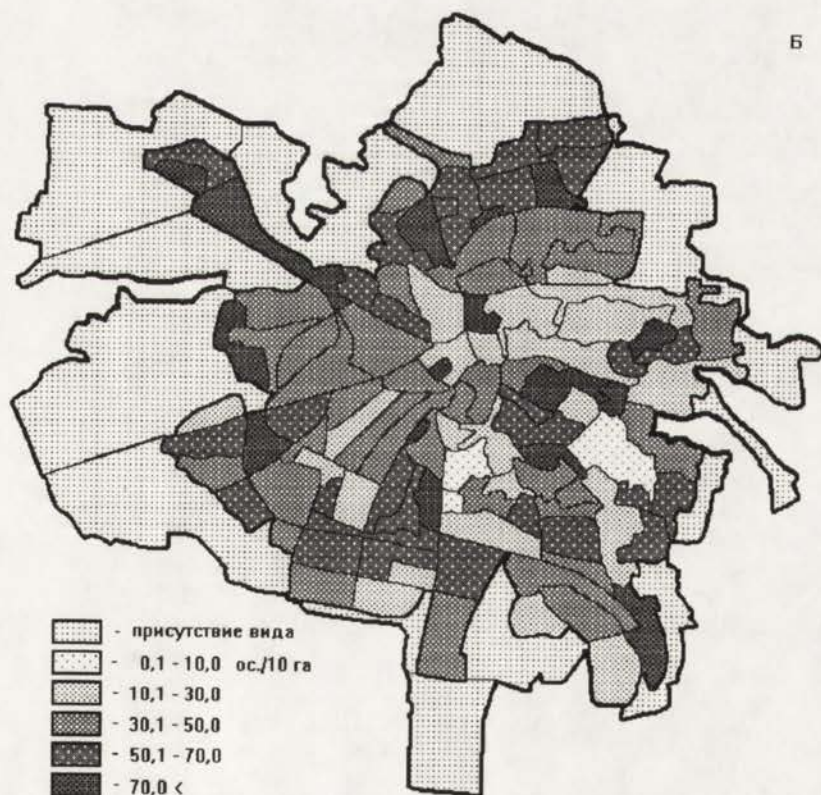 Б
- присутствие вида
- 0,1 - 10,0 ос./10 га
- 10,1 - 30,0
- 30,1 - 50,0
- 50,1 - 70,0
- 70,0 <